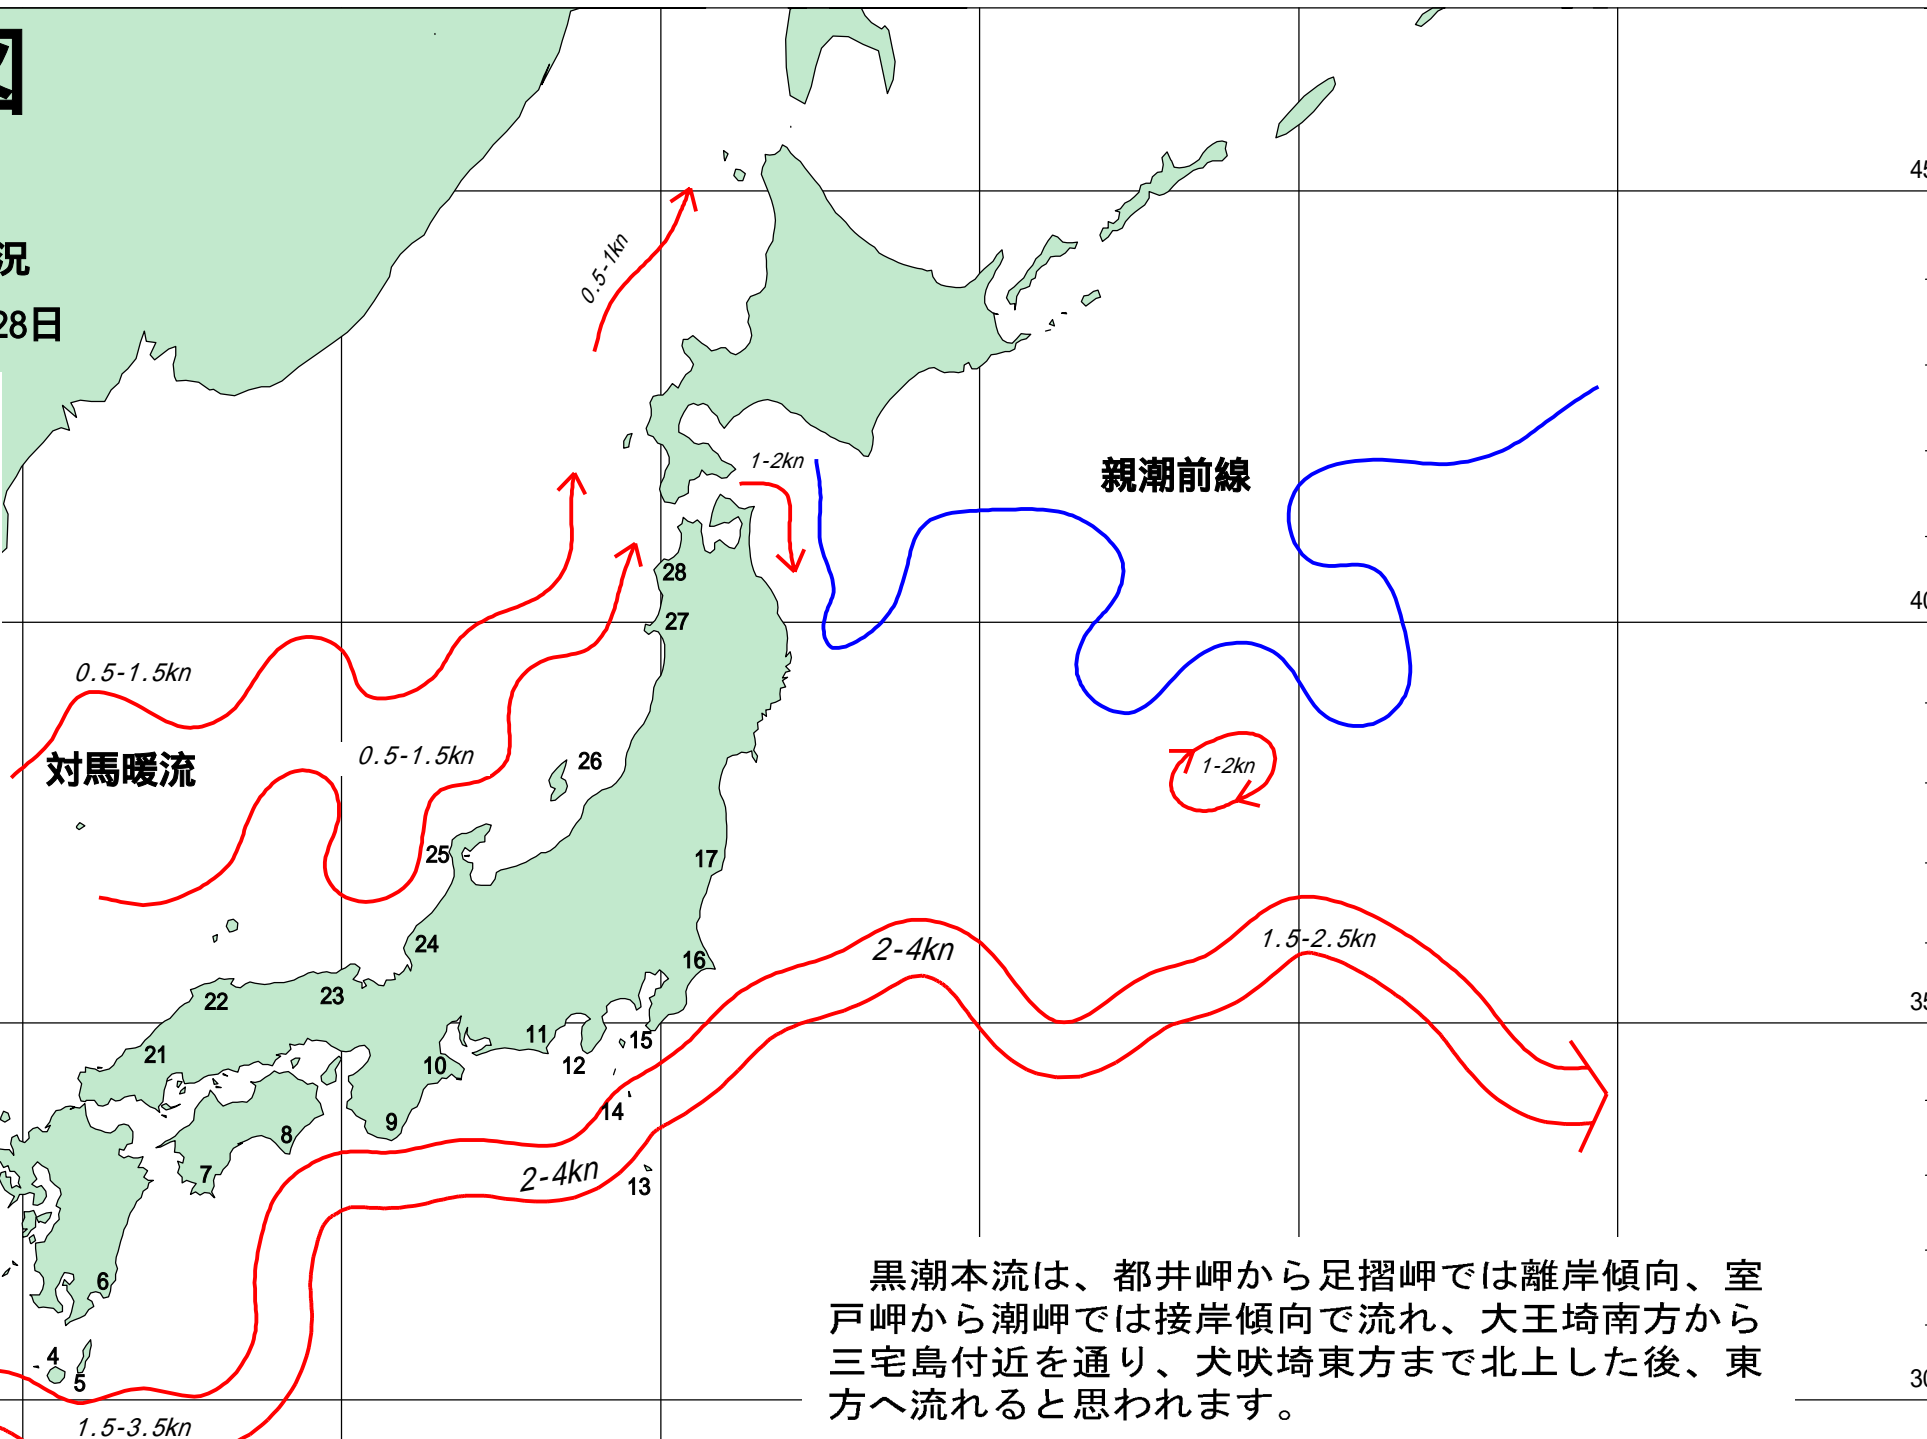 図
況
28日
45
0.5-1kn
1-2kn
親潮前線
28
27
40
0.5-1.5kn
対馬暖流
0.5-1.5kn
26
1-2kn
25
17
24
2-4kn
1.5-2.5kn
16
22
23
35
11
15
21
10
12
14
9
8
7
2-4kn
13
6
4
5
1.5-3.5kn
30
黒潮本流は、都井岬から足摺岬では離岸傾向、室
戸岬から潮岬では接岸傾向で流れ、大王埼南方から
三宅島付近を通り、犬吠埼東方まで北上した後、東
方へ流れると思われます。